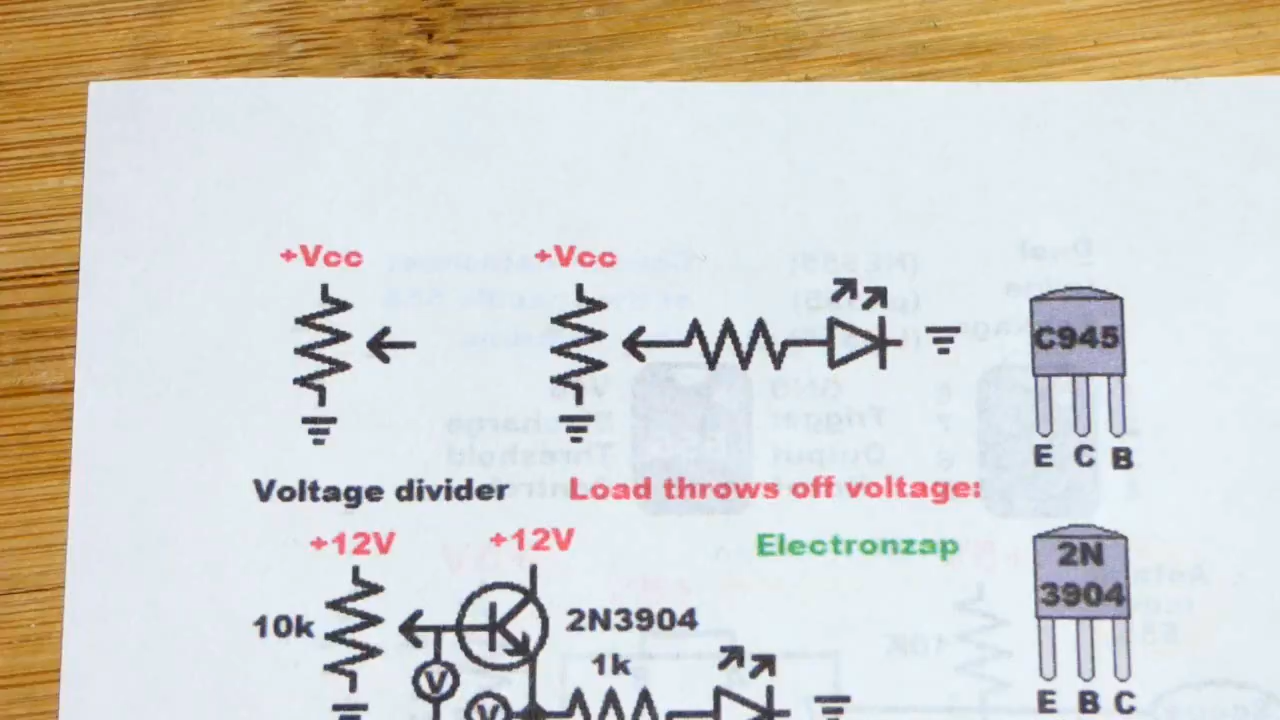 +Vcc +Vcc
C945
E C B
Voltage divider Load throws off voltage:
+12V +12V Electronzap
2N
3904
10k 2N3904
1k
V
E B C
V